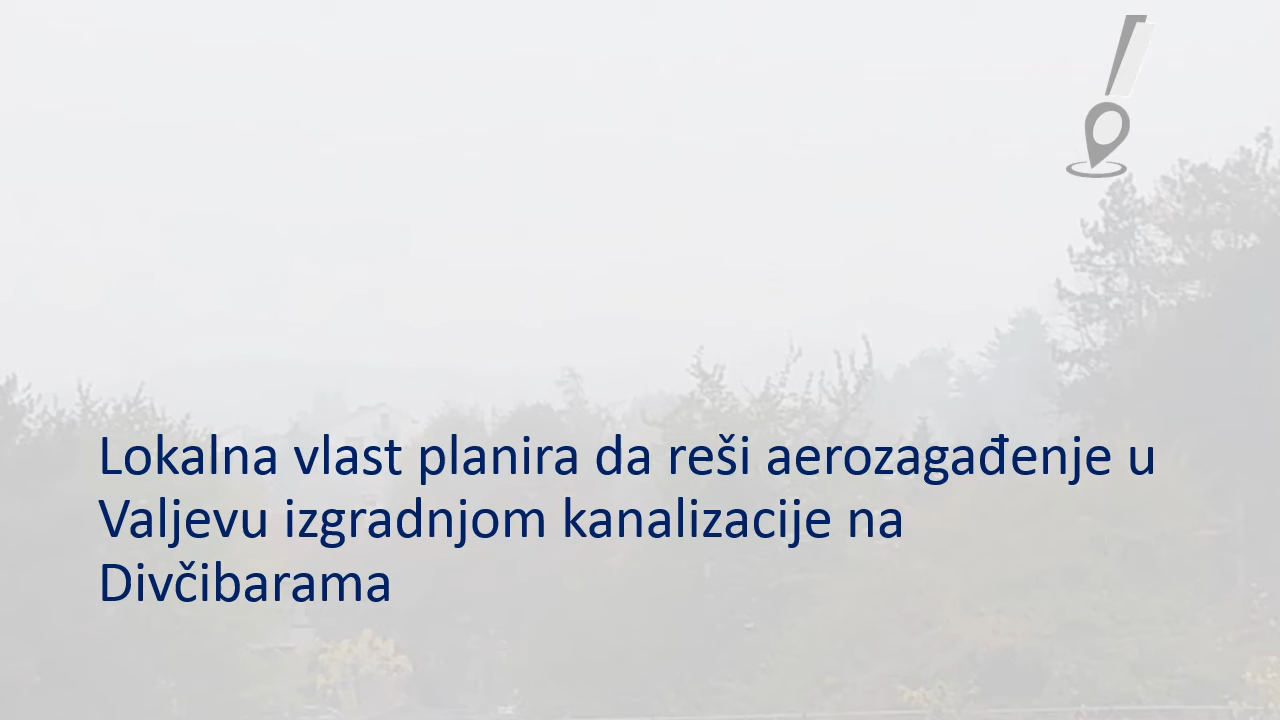 Lokalna vlast planira da reši aerozagađenje u
Valjevu izgradnjom kanalizacije na
Divčibarama